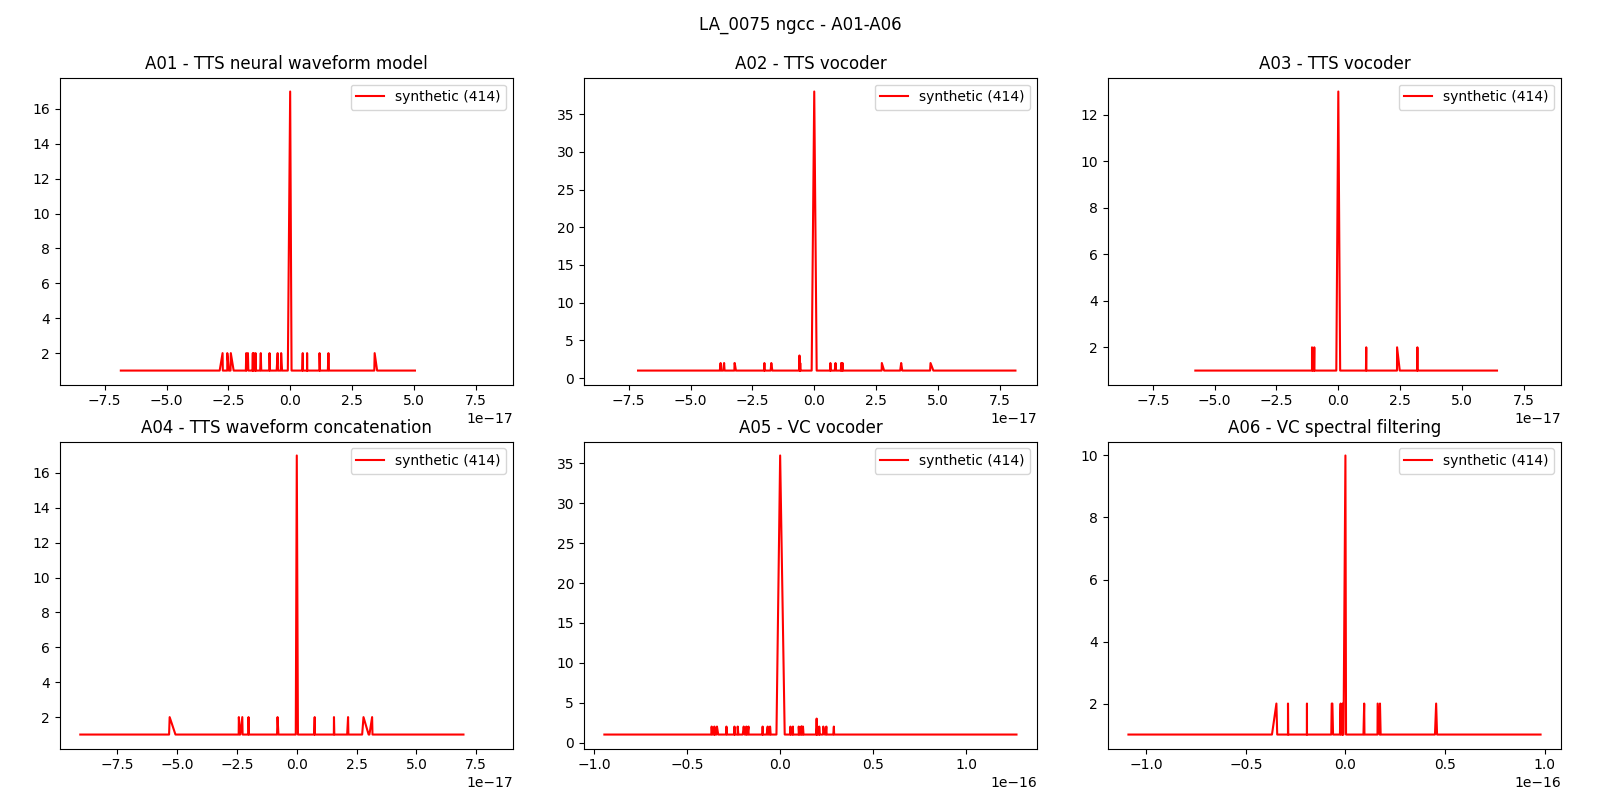 LA_0075 ngcc - A01-A06
A01 - TTS neural waveform model
synthetic (414)
16
14
12
10
8
6
4
2
−7.5 −5.0 −2.5 0.0 2.5 5.0 7.5
1e−17
A02 - TTS vocoder
synthetic (414)
35
30
25
20
15
10
5
0
−7.5 −5.0 −2.5 0.0 2.5 5.0 7.5
1e−17
A03 - TTS vocoder
synthetic (414)
12
10
8
6
4
2
−7.5 −5.0 −2.5 0.0 2.5 5.0 7.5
1e−17
A04 - TTS waveform concatenation
synthetic (414)
16
14
12
10
8
6
4
2
−7.5 −5.0 −2.5 0.0 2.5 5.0 7.5
1e−17
A05 - VC vocoder
synthetic (414)
35
30
25
20
15
10
5
0
−1.0 −0.5 0.0 0.5 1.0
1e−16
A06 - VC spectral filtering
synthetic (414)
10
8
6
4
2
−1.0 −0.5 0.0 0.5 1.0
1e−16